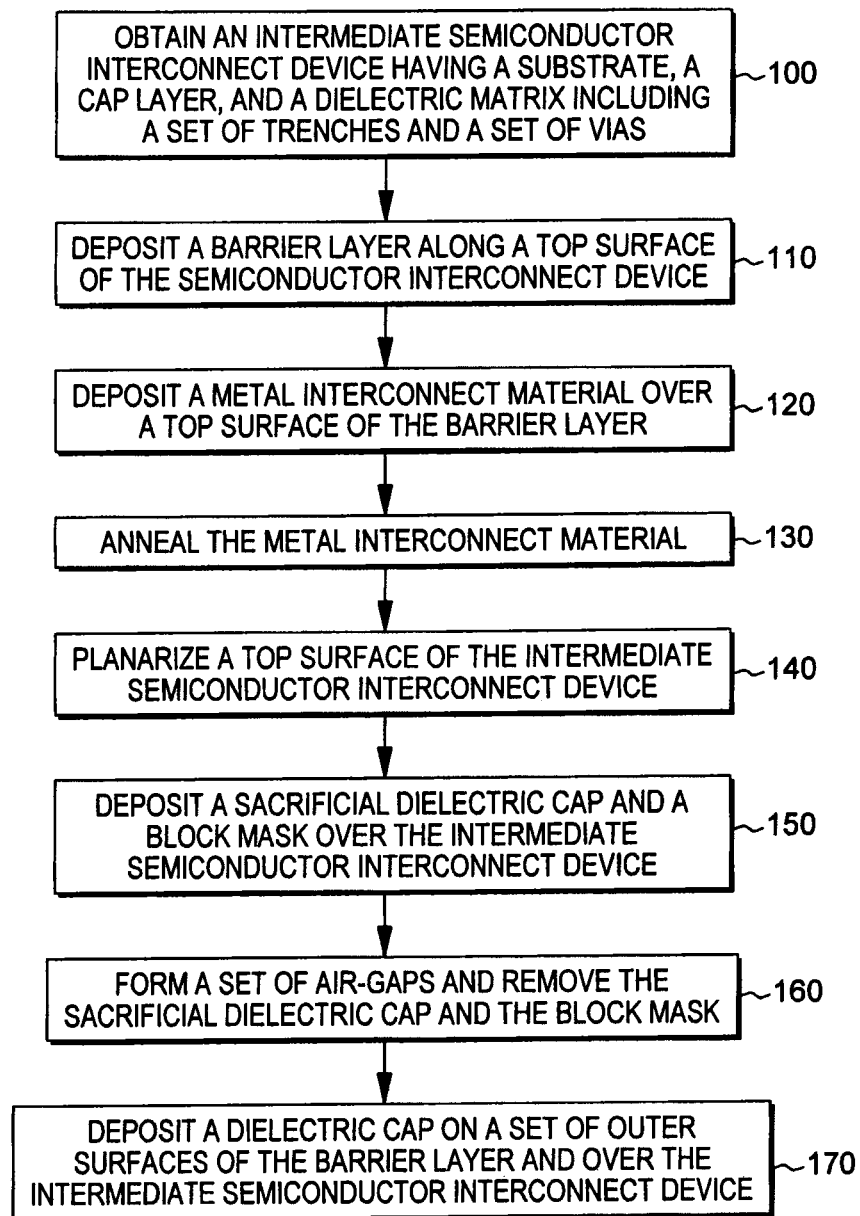 OBTAIN AN INTERMEDIATE SEMICONDUCTOR
INTERCONNECT DEVICE HAVING A SUBSTRATE, A
CAP LAYER, AND A DIELECTRIC MATRIX INCLUDING
A SET OF TRENCHES AND A SET OF VIAS
100
DEPOSIT A BARRIER LAYER ALONG A TOP SURFACE
OF THE SEMICONDUCTOR INTERCONNECT DEVICE
110
DEPOSIT A METAL INTERCONNECT MATERIAL OVER
A TOP SURFACE OF THE BARRIER LAYER
120
ANNEAL THE METAL INTERCONNECT MATERIAL
130
PLANARIZE A TOP SURFACE OF THE INTERMEDIATE
SEMICONDUCTOR INTERCONNECT DEVICE
140
DEPOSIT A SACRIFICIAL DIELECTRIC CAP AND A
BLOCK MASK OVER THE INTERMEDIATE
SEMICONDUCTOR INTERCONNECT DEVICE
150
FORM A SET OF AIR-GAPS AND REMOVE THE
SACRIFICIAL DIELECTRIC CAP AND THE BLOCK MASK
160
DEPOSIT A DIELECTRIC CAP ON A SET OF OUTER
SURFACES OF THE BARRIER LAYER AND OVER THE
INTERMEDIATE SEMICONDUCTOR INTERCONNECT DEVICE
170